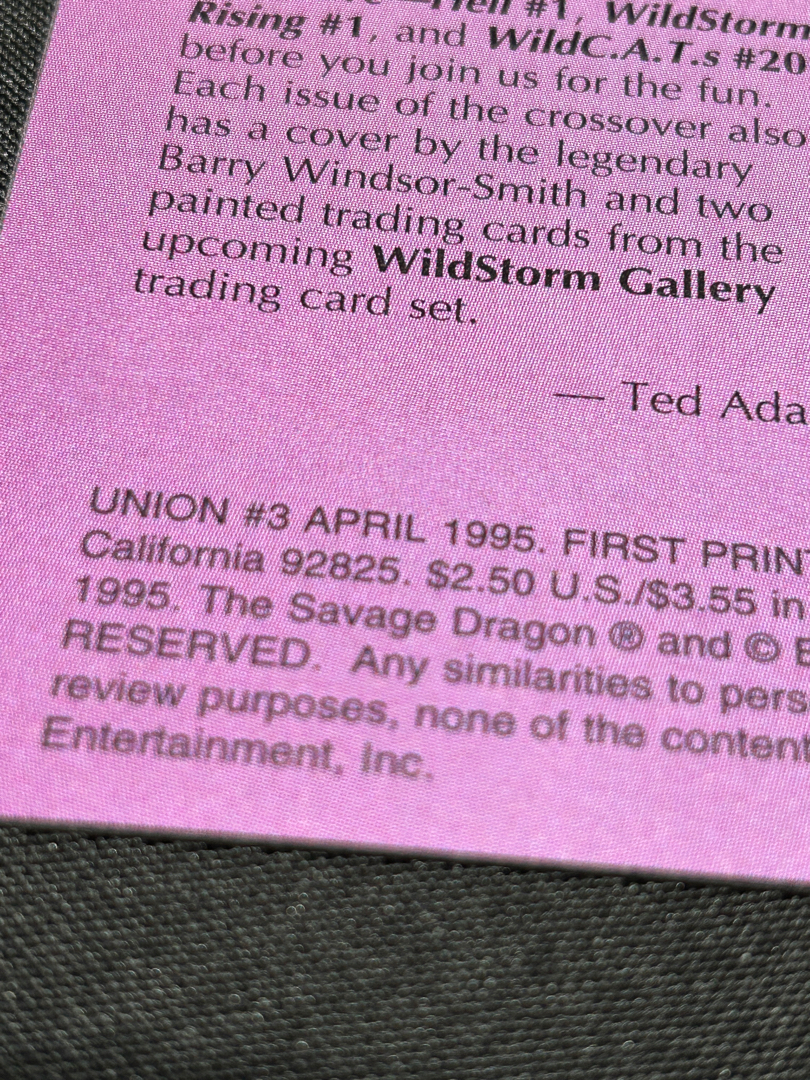 #1, WildStorm
Rising #1, and WildC.A.T.s #20
before you join us for the fun.
Each issue of the crossover also
has a cover by the legendary
Barry Windsor-Smith and two
painted trading cards from the
upcoming WildStorm Gallery
trading card set.
— Ted Ada
UNION #3 APRIL 1995. FIRST PRIN
California 92825. $2.50 U.S./$3.55 in
1995. The Savage Dragon ® and © E
RESERVED. Any similarities to pers
review purposes, none of the content
Entertainment, Inc.